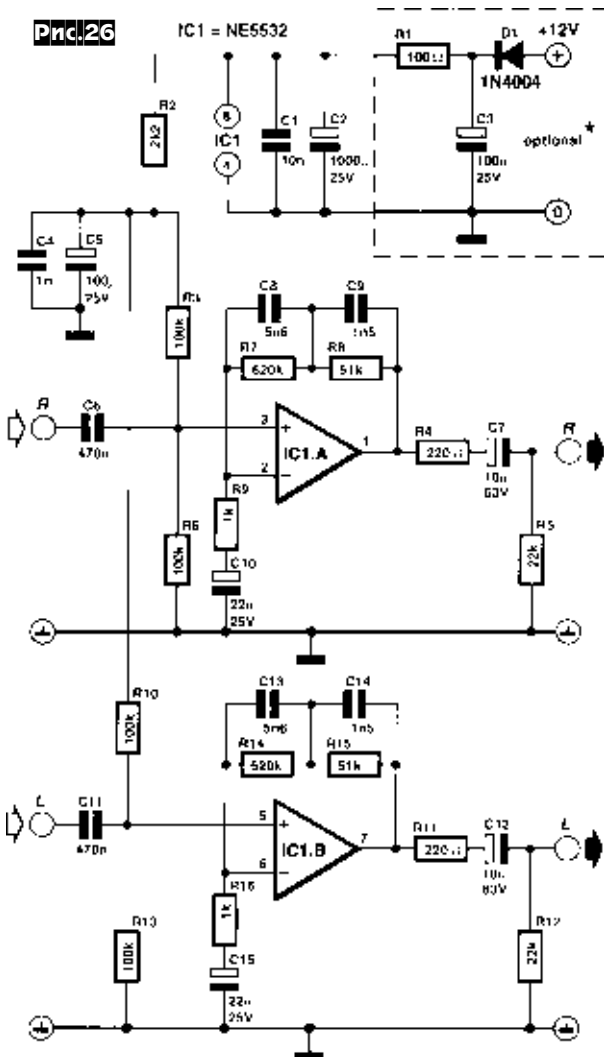 Рис.26
IC1 = NE5532
R1
100Ω
D1
+12V
1N4004
R2
2k2
8
IC1
4
C1
10n
C2
25V
C3
25V
optional *
0
C4
1n
C5
25V
100k
C8
5n6
C9
1n5
R7
620k
R8
51k
R
C6
470n
3
+
IC1.A
1
2
−
R4
220Ω
C7
63V
R
R9
1k
R6
100k
C10
25V
R5
22k
R10
100k
C13
5n6
C14
1n5
R14
R15
51k
L
C11
470n
5
+
IC1.B
7
6
−
R11
220Ω
C12
63V
L
R16
1k
R13
100k
C15
25V
R12
22k